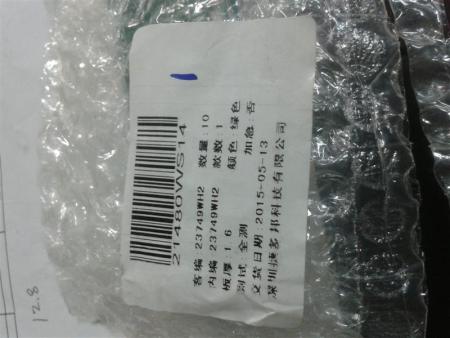 21480WS14
客编:23749WH2 数量:10
内编:23749WH2 款数:1
板厚:1.6 颜色:绿色
测试:全测 加急:否
交货日期:2015-05-13
深圳捷多邦科技有限公司
12.8